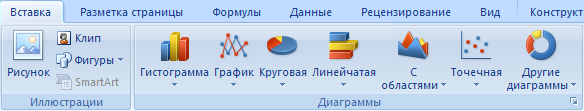 Вставка Разметка страницы Формулы Данные Рецензирование Вид Конструкт
Рисунок
Клип
Фигуры
SmartArt
Иллюстрации
Гистограмма
График
Круговая
Линейчатая
С
областями
Точечная
Другие
диаграммы
Диаграммы